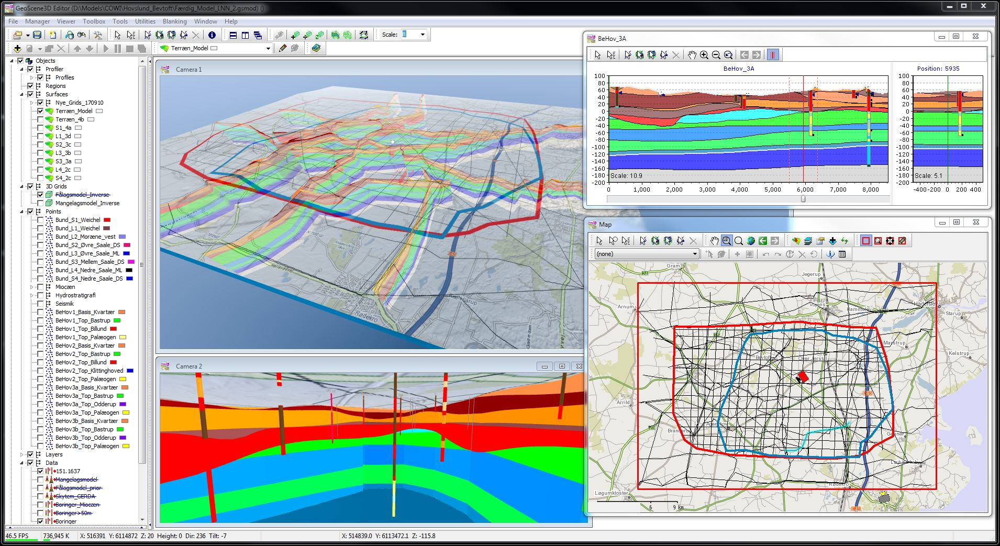 GeoScene3D Editor (D:\Models\COWI\Hovslund_Bevtoft\Færdig_Model_LNN_2.gsmod) ()
File Manager Viewer Toolbox Tools Utilities Blanking Window Help
Scale: 8
Terræn_Model
Objects
Profiler
Profiles
Regions
Surfaces
Nye_Grids_170910
Terræn_Model
Terræn_4b
S1_4a
L1_3d
S2_3c
L3_3b
S3_3a
L4_2c
S4_2c
3D Grids
Fålagsmodel_Inverse
Mangelagsmodel_Inverse
Points
Bund_S1_Weichel
Bund_L1_Weichel
Bund_L2_Moræne_vest
Bund_S2_Øvre_Saale_DS
Bund_L3_Øvre_Saale_ML
Bund_S3_Mellem_Saale_DS
Bund_L4_Nedre_Saale_ML
Bund_S4_Nedre_Saale_DS
Miocæn
Hydrostratigrafi
Seismik
BeHov1_Basis_Kvartær
BeHov1_Top_Bastrup
BeHov1_Top_Billund
BeHov1_Top_Palæogen
BeHov2_Basis_Kvartær
BeHov2_Top_Bastrup
BeHov2_Top_Billund
BeHov2_Top_Klittinghoved
BeHov2_Top_Palæogen
BeHov3a_Basis_Kvartær
BeHov3a_Top_Bastrup
BeHov3a_Top_Odderup
BeHov3a_Top_Palæogen
BeHov3b_Basis_Kvartær
BeHov3b_Top_Bastrup
BeHov3b_Top_Odderup
BeHov3b_Top_Palæogen
Layers
Data
151.1637
Mangelagsmodel
Fålagsmodel_prior
Skytem_GERDA
Boringer_Miocæn
Boringer>50m
Boringer
Camera 1
Rødekro
Camera 2
BeHov_3A
BeHov_3A
Position: 5935
100
80
60
40
20
0
-20
-40
-60
-80
-100
-120
-140
-160
-180
-200
Scale: 10.9
0 1,000 2,000 3,000 4,000 5,000 6,000 7,000 8,000
100
80
60
40
20
0
-20
-40
-60
-80
-100
-120
-140
-160
-180
-200
Scale: 5.1
-400 -200 0 200 400
Map
(none)
Gram
24
Jegerup
Arnum
Vojens
Hammelev
Haderslev
Starup
Marstrup
Kelstrup
Bevtoft
Over Jerstal
E45
Arrild
Agerskov
Branderup
Genner
Løjt Kirkeby
Rødekro
Løgumkloster
E45
6 9 km
46.5 FPS 736,945 K X: 516391 Y: 6114872 Z: 20 Height: 0 Dir: 236 Tilt: -7 X: 514839.0 Y: 6113472.1 Z: -115.8